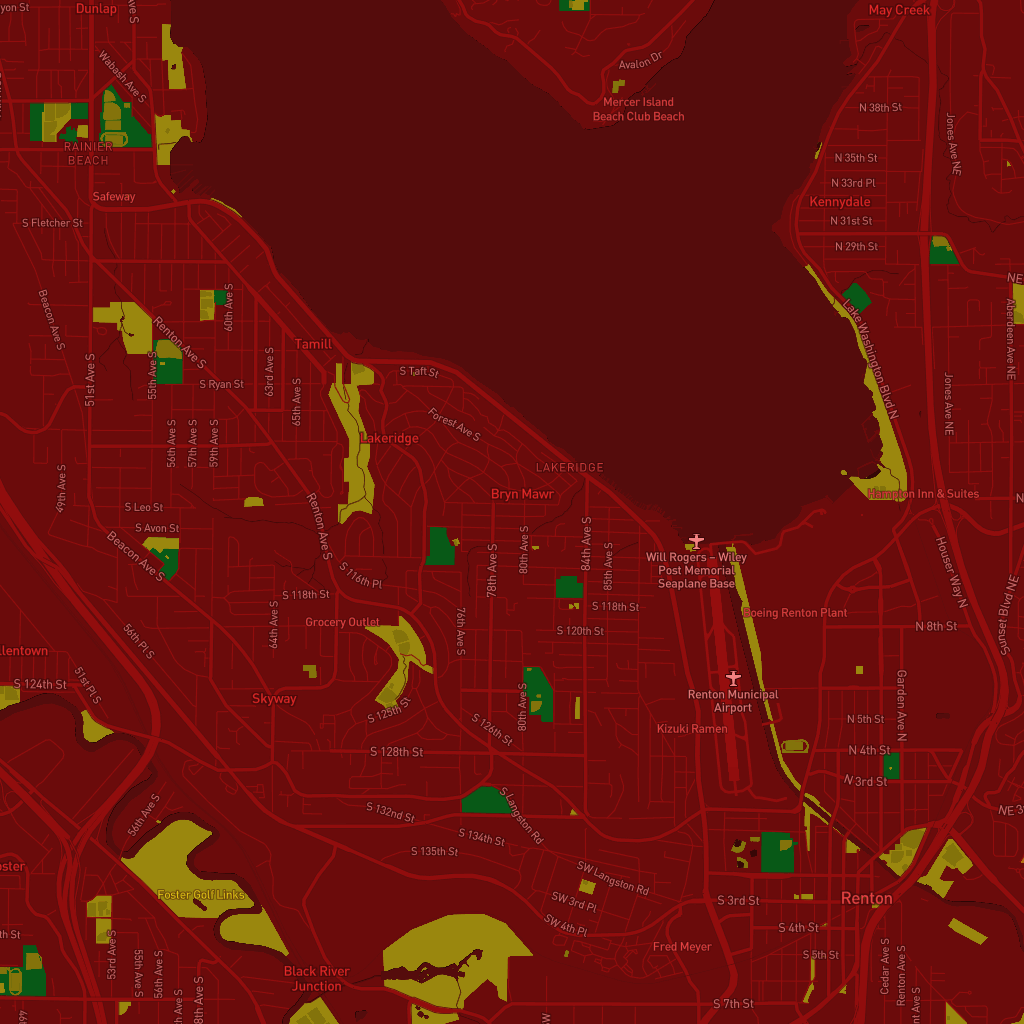 Dunlap
May Creek
Wabash Ave S
Avalon Dr
Mercer Island
Beach Club Beach
N 38th St
Jones Ave NE
RAINIER
BEACH
N 35th St
N 33rd Pl
Safeway
Kennydale
S Fletcher St
N 31st St
N 29th St
NE
Beacon Ave S
60th Ave S
Lake Washington Blvd N
Aberdeen Ave NE
Renton Ave S
Tamill
51st Ave S
55th Ave S
S Ryan St
63rd Ave S
65th Ave S
S Taft St
Jones Ave NE
Forest Ave S
56th Ave S
57th Ave S
59th Ave S
Lakeridge
LAKERIDGE
49th Ave S
Bryn Mawr
Hampton Inn & Suites
N
S Leo St
Renton Ave S
S Avon St
Beacon Ave S
78th Ave S
80th Ave S
84th Ave S
85th Ave S
Will Rogers – Wiley
Post Memorial
Seaplane Base
Houser Way N
S 116th Pl
S 118th St
S 118th St
Sunset Blvd NE
64th Ave S
Grocery Outlet
76th Ave S
S 120th St
Boeing Renton Plant
N 8th St
56th Pl S
51st Pl S
S 124th St
Skyway
S 125th St
80th Ave S
Renton Municipal
Airport
Garden Ave N
S 126th St
Kizuki Ramen
N 5th St
S 128th St
N 4th St
N 3rd St
56th Ave S
S 132nd St
S Langston Rd
S 134th St
S 135th St
SW Langston Rd
Foster Golf Links
SW 3rd Pl
S 3rd St
Renton
SW 4th Pl
S 4th St
53rd Ave S
55th Ave S
56th Ave S
Fred Meyer
S 5th St
Cedar Ave S
Renton Ave S
Black River
Junction
S 7th St